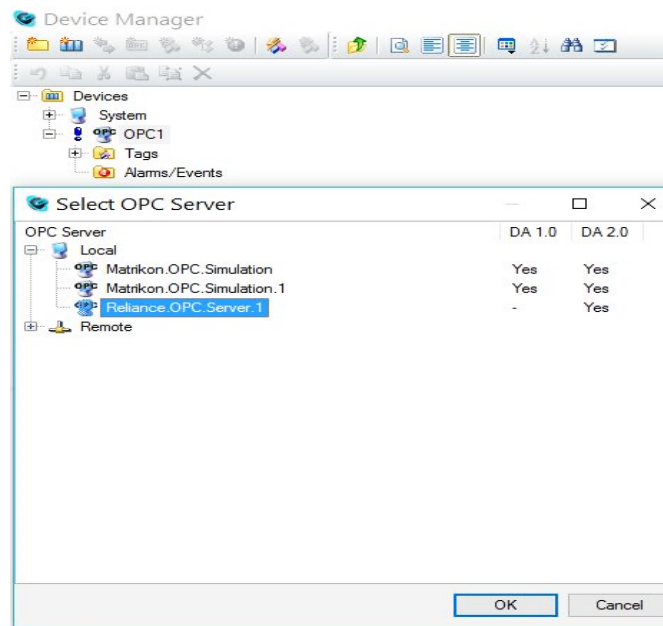 Device Manager
Devices
System
OPC1
Tags
Alarms/Events
Select OPC Server
OPC Server DA 1.0 DA 2.0
Local
Matrikon.OPC.Simulation Yes Yes
Matrikon.OPC.Simulation.1 Yes Yes
Reliance.OPC.Server.1 - Yes
Remote
OK Cancel